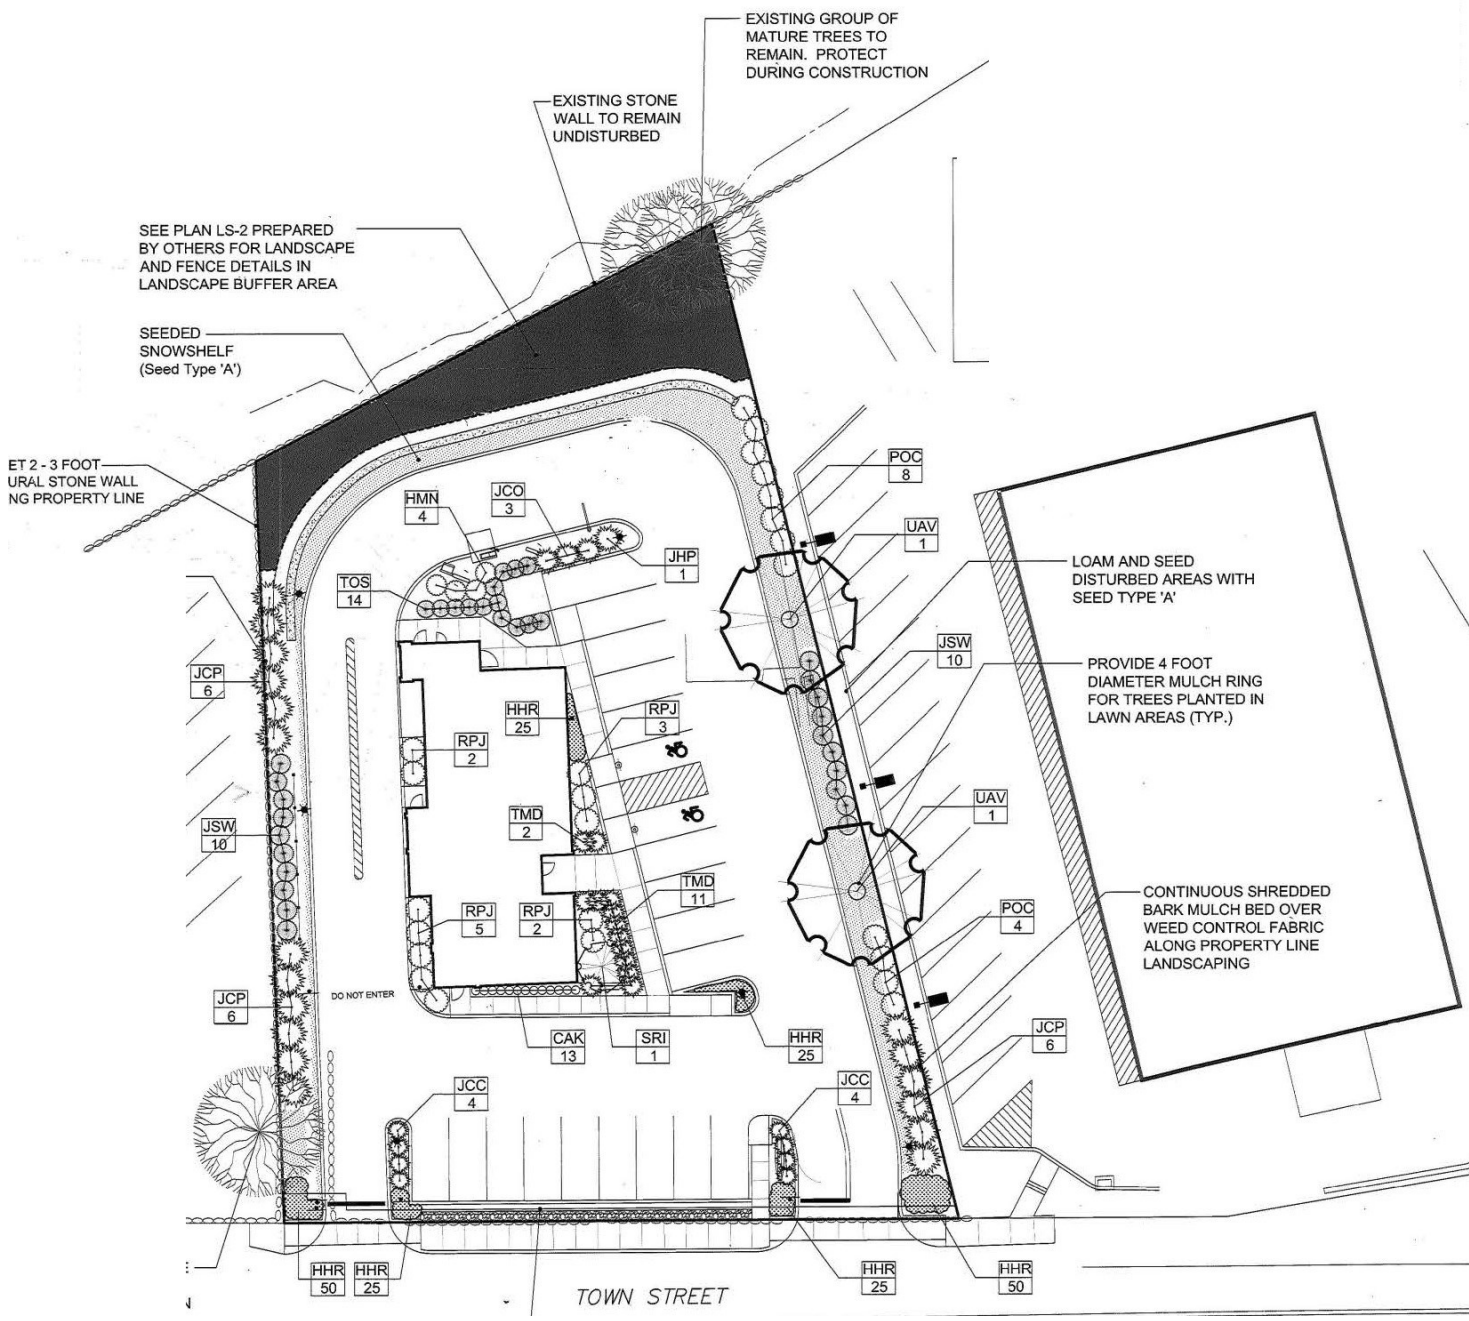 EXISTING GROUP OF
MATURE TREES TO
REMAIN. PROTECT
DURING CONSTRUCTION
EXISTING STONE
WALL TO REMAIN
UNDISTURBED
SEE PLAN LS-2 PREPARED
BY OTHERS FOR LANDSCAPE
AND FENCE DETAILS IN
LANDSCAPE BUFFER AREA
SEEDED
SNOWSHELF
(Seed Type 'A')
ET 2 - 3 FOOT
URAL STONE WALL
NG PROPERTY LINE
POC
8
HMN
4
JCO
3
UAV
1
JHP
1
TOS
14
LOAM AND SEED
DISTURBED AREAS WITH
SEED TYPE 'A'
JSW
10
JCP
6
PROVIDE 4 FOOT
DIAMETER MULCH RING
FOR TREES PLANTED IN
LAWN AREAS (TYP.)
HHR
25
RPJ
3
RPJ
2
UAV
1
TMD
2
JSW
10
TMD
11
CONTINUOUS SHREDDED
BARK MULCH BED OVER
WEED CONTROL FABRIC
ALONG PROPERTY LINE
LANDSCAPING
RPJ
5
RPJ
2
POC
4
DO NOT ENTER
JCP
6
CAK
13
SRI
1
HHR
25
JCP
6
JCC
4
JCC
4
HHR
50
HHR
25
HHR
25
HHR
50
E
N
TOWN STREET